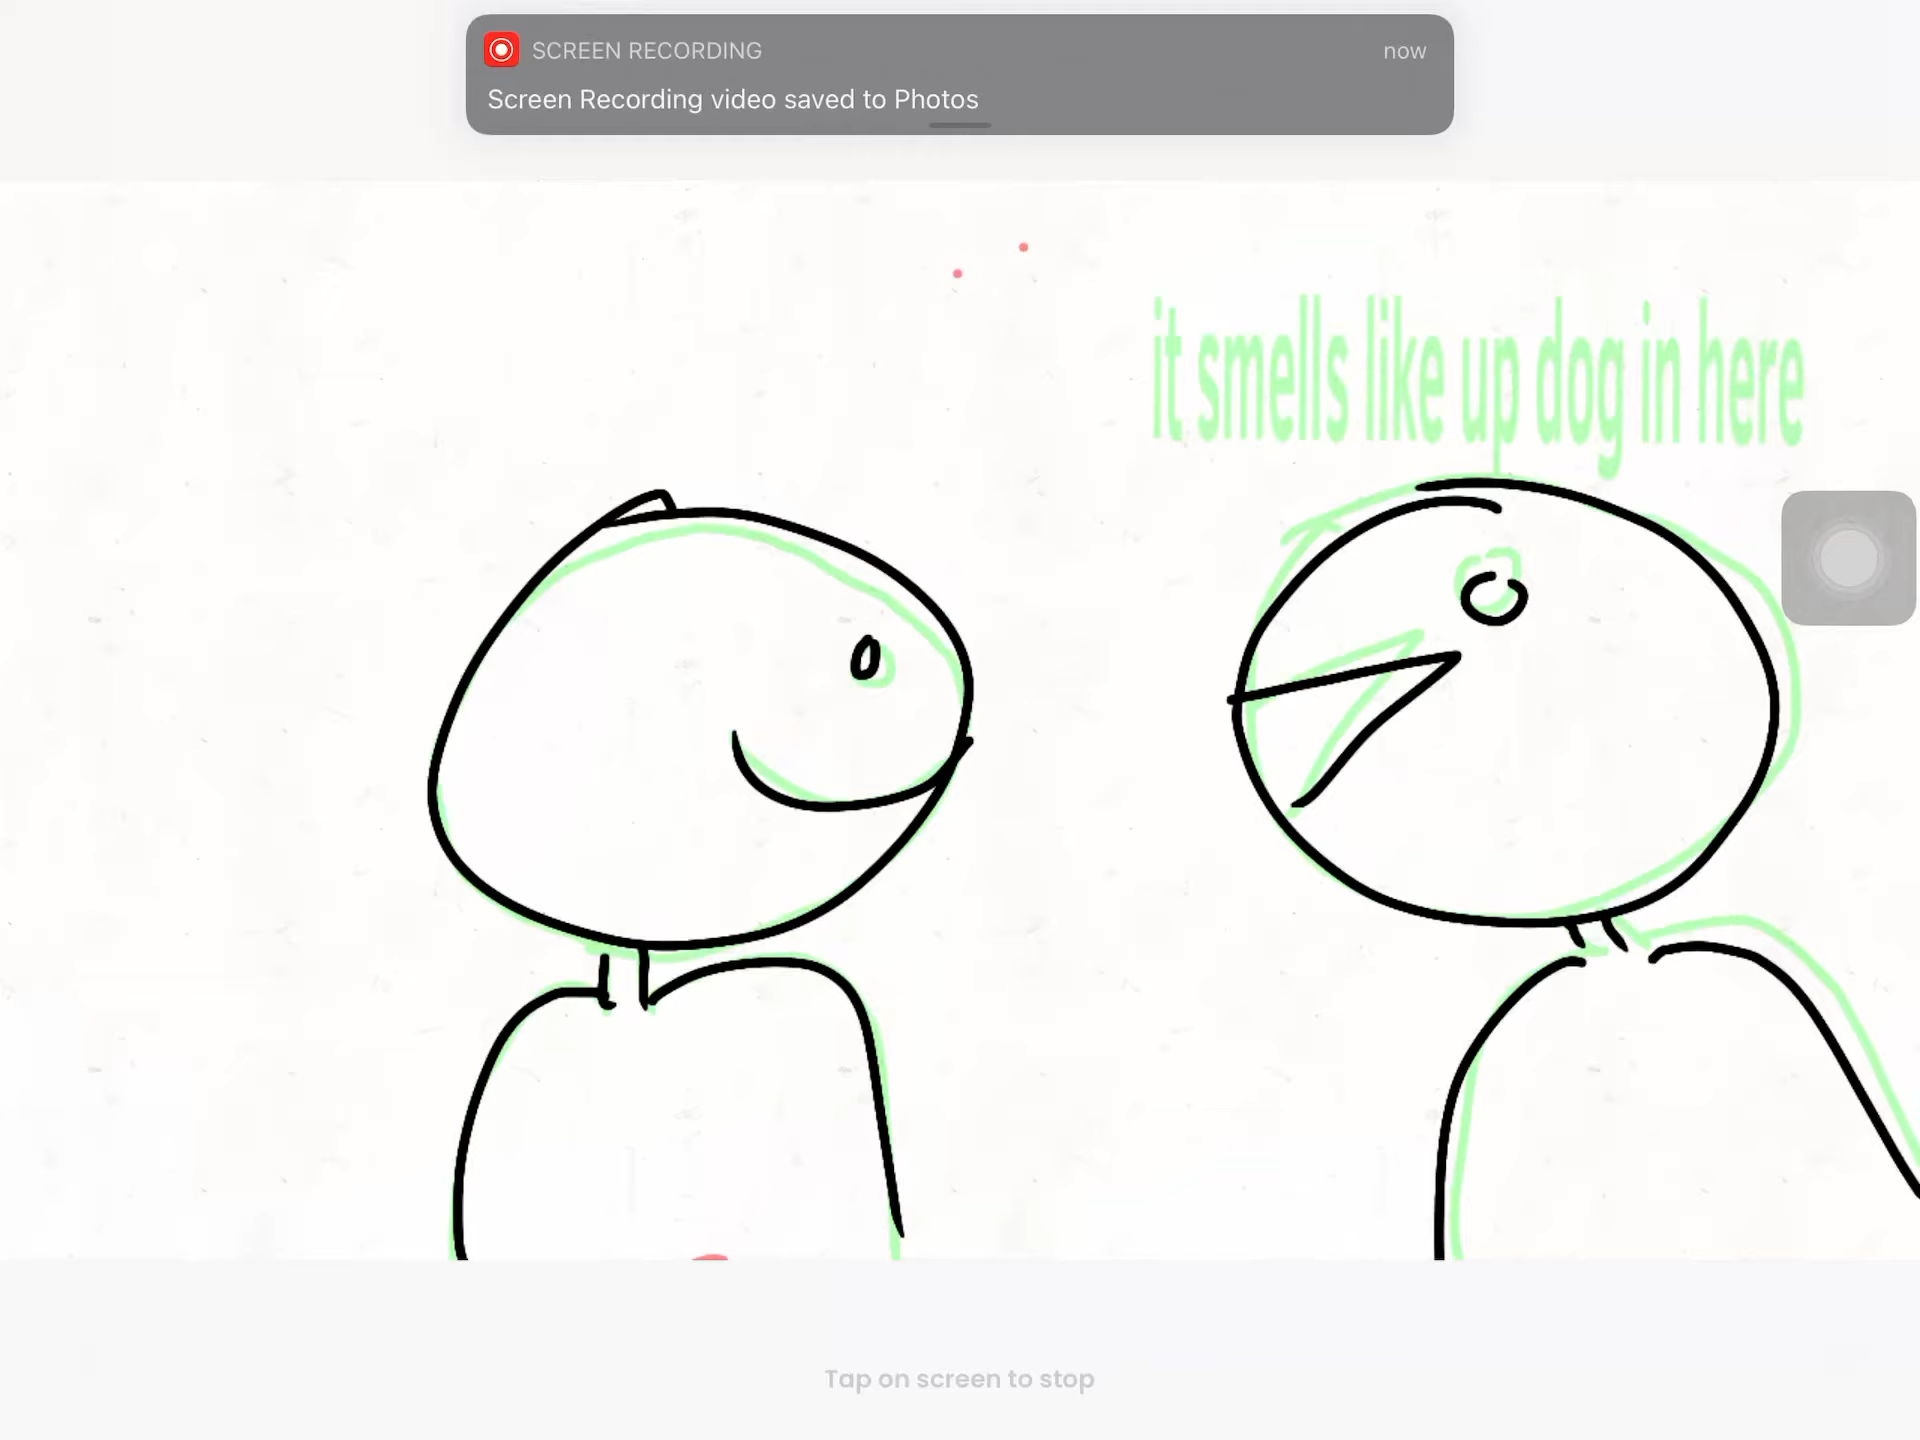 SCREEN RECORDING now
Screen Recording video saved to Photos
it smells like up dog in here
Tap on screen to stop